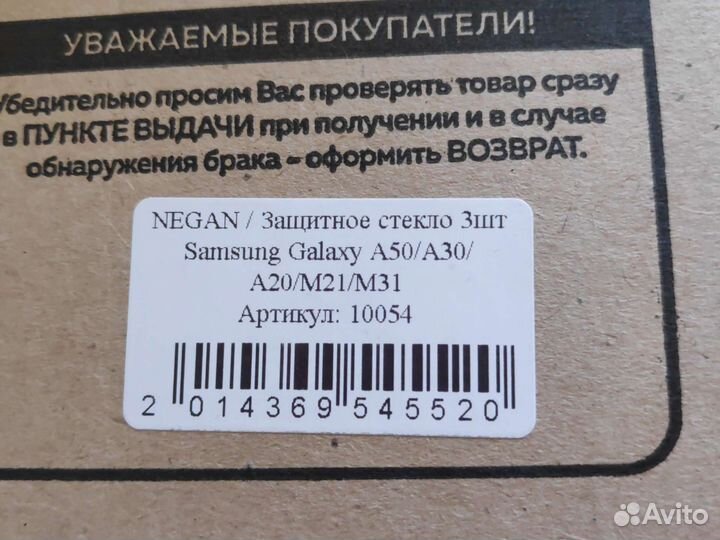 УВАЖАЕМЫЕ ПОКУПАТЕЛИ!
Убедительно просим Вас проверять товар сразу
в ПУНКТЕ ВЫДАЧИ при получении и в случае
обнаружения брака - оформить ВОЗВРАТ.
NEGAN / Защитное стекло 3шт
Samsung Galaxy A50/A30/
A20/M21/M31
Артикул: 10054
2 014369 545520
Avito